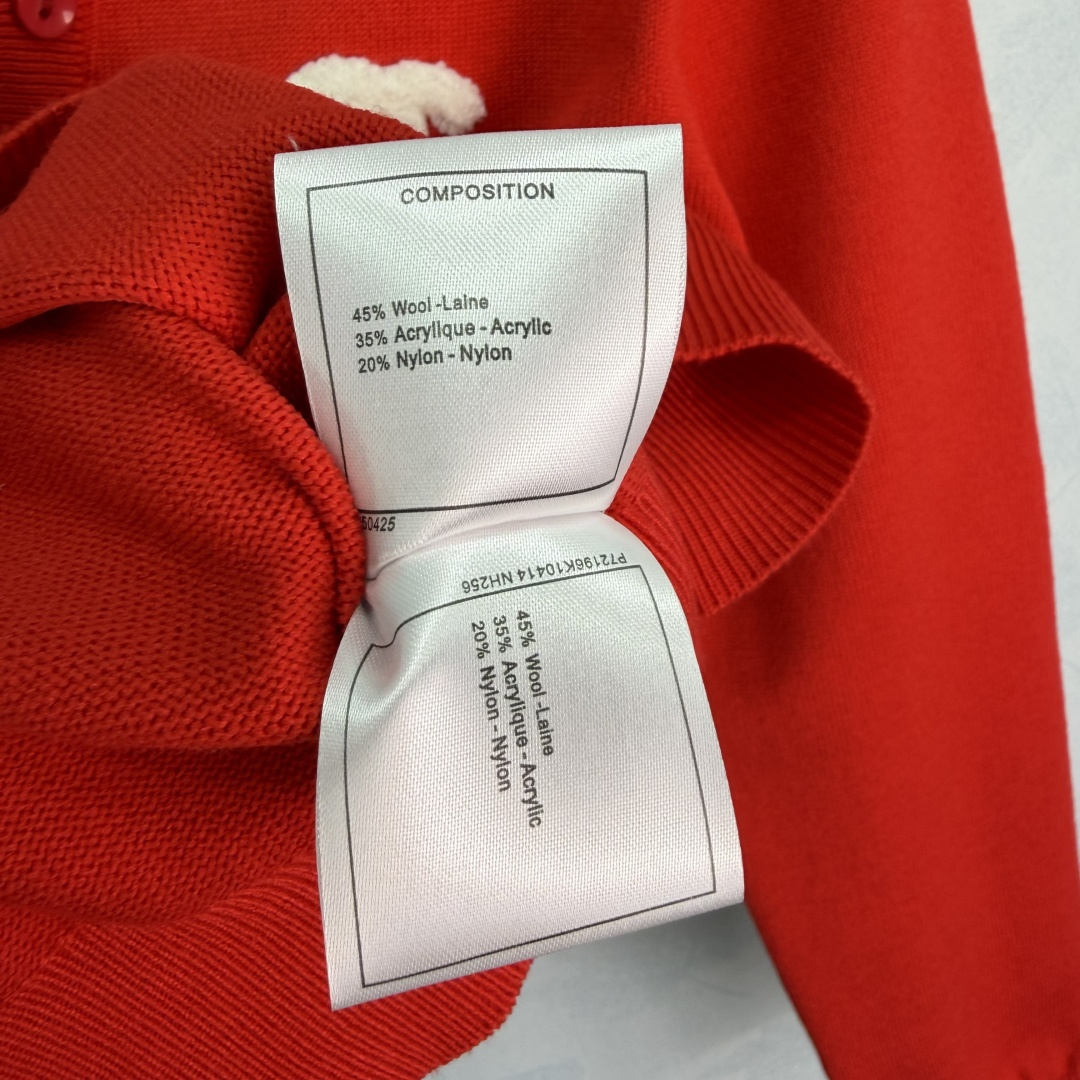 COMPOSITION
45% Wool -Laine
35% Acrylique - Acrylic
20% Nylon - Nylon
50425
P72196K10414 NH256
45% Wool -Laine
35% Acrylique - Acrylic
20% Nylon - Nylon